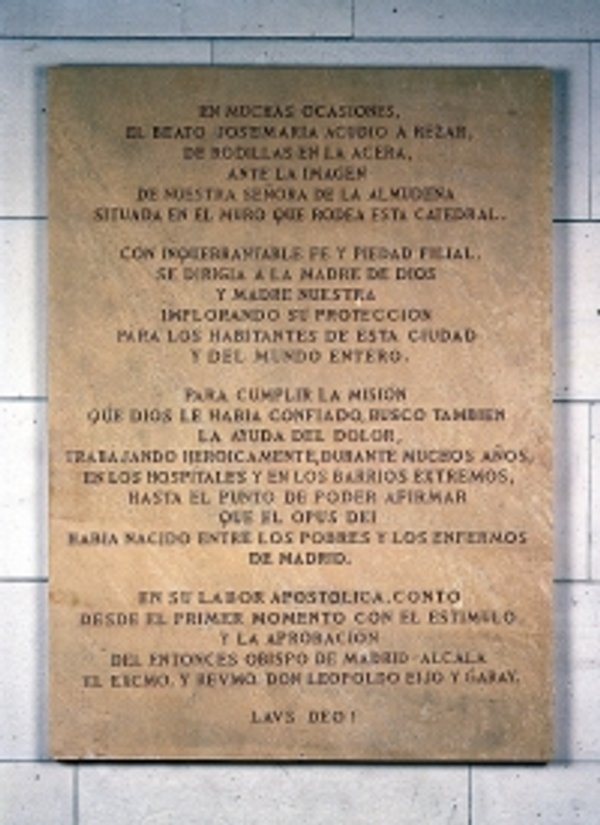 EN MUCHAS OCASIONES,
EL BEATO JOSEMARIA ACUDIO A REZAR,
DE RODILLAS EN LA ACERA,
ANTE LA IMAGEN
DE NUESTRA SEÑORA DE LA ALMUDENA
SITUADA EN EL MURO QUE RODEA ESTA CATEDRAL.
CON INQUEBRANTABLE FE Y PIEDAD FILIAL,
SE DIRIGIA A LA MADRE DE DIOS
Y MADRE NUESTRA
IMPLORANDO SU PROTECCION
PARA LOS HABITANTES DE ESTA CIUDAD
Y DEL MUNDO ENTERO.
PARA CUMPLIR LA MISION
QUE DIOS LE HABIA CONFIADO, BUSCO TAMBIEN
LA AYUDA DEL DOLOR,
TRABAJANDO HEROICAMENTE, DURANTE MUCHOS AÑOS,
EN LOS HOSPITALES Y EN LOS BARRIOS EXTREMOS,
HASTA EL PUNTO DE PODER AFIRMAR
QUE EL OPUS DEI
HABIA NACIDO ENTRE LOS POBRES Y LOS ENFERMOS
DE MADRID.
EN SU LABOR APOSTOLICA, CONTO
DESDE EL PRIMER MOMENTO CON EL ESTIMULO
Y LA APROBACION
DEL ENTONCES OBISPO DE MADRID-ALCALA
EL EXCMO. Y REVMO. DON LEOPOLDO EIJO Y GARAY.
LAVS DEO!